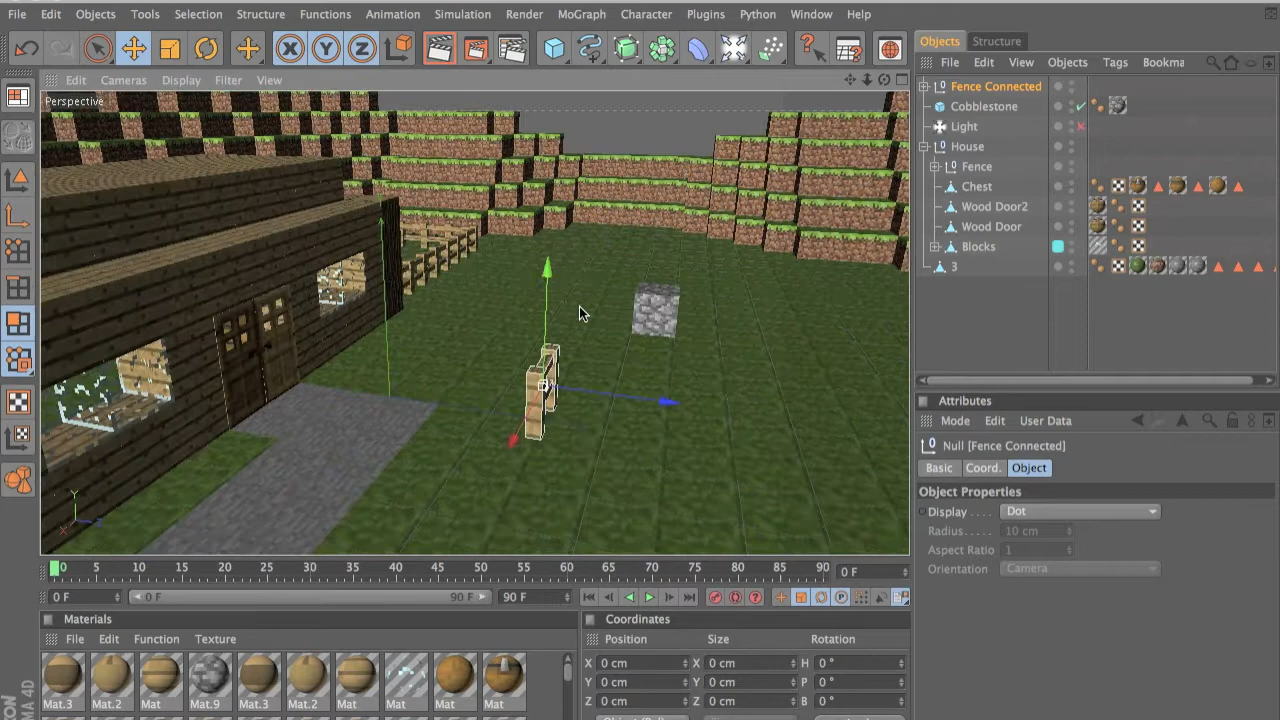 File Edit Objects Tools Selection Structure Functions Animation Simulation Render MoGraph Character Plugins Python Window Help
Objects Structure
File Edit View Objects Tags Bookma
Edit Cameras Display Filter View
Perspective
Fence Connected
Cobblestone
Light
House
Fence
Chest
Wood Door2
Wood Door
Blocks
3
X Y Z
Attributes
Mode Edit User Data
Null [Fence Connected]
Basic Coord. Object
Object Properties
Display . . . . Dot
Radius. . . . . 10 cm
Aspect Ratio 1
Orientation Camera
Y
X
0 5 10 15 20 25 30 35 40 45 50 55 60 65 70 75 80 85 90 0 F
0 F 0 F 90 F 90 F
Materials
File Edit Function Texture
Mat.3 Mat.2 Mat Mat.9 Mat.3 Mat.2 Mat Mat.1 Mat Mat
Coordinates
Position Size Rotation
X 0 cm X 0 cm H 0 °
Y 0 cm Y 0 cm P 0 °
Z 0 cm Z 0 cm B 0 °
MA 4D